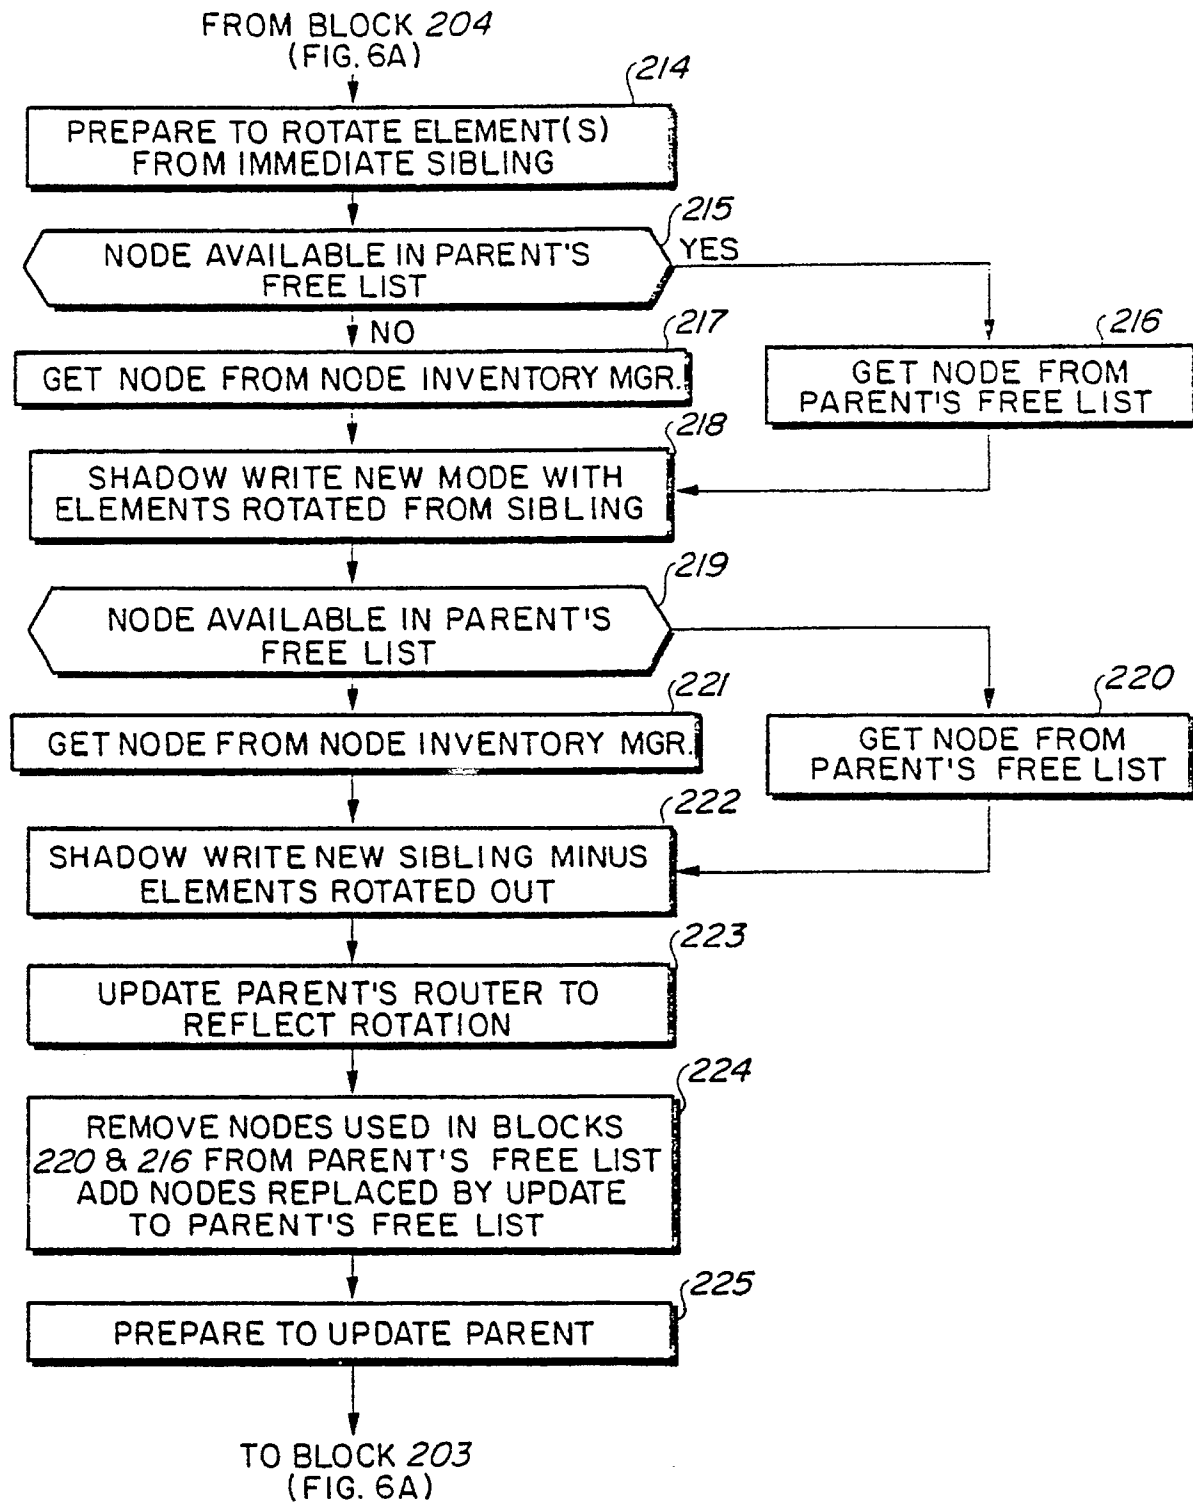 FROM BLOCK 204
(FIG. 6A)
214
PREPARE TO ROTATE ELEMENT(S)
FROM IMMEDIATE SIBLING
215
NODE AVAILABLE IN PARENT'S
FREE LIST
YES
NO
217
GET NODE FROM NODE INVENTORY MGR.
216
GET NODE FROM
PARENT'S FREE LIST
218
SHADOW WRITE NEW MODE WITH
ELEMENTS ROTATED FROM SIBLING
219
NODE AVAILABLE IN PARENT'S
FREE LIST
221
GET NODE FROM NODE INVENTORY MGR.
220
GET NODE FROM
PARENT'S FREE LIST
222
SHADOW WRITE NEW SIBLING MINUS
ELEMENTS ROTATED OUT
223
UPDATE PARENT'S ROUTER TO
REFLECT ROTATION
224
REMOVE NODES USED IN BLOCKS
220 & 216 FROM PARENT'S FREE LIST
ADD NODES REPLACED BY UPDATE
TO PARENT'S FREE LIST
225
PREPARE TO UPDATE PARENT
TO BLOCK 203
(FIG. 6A)